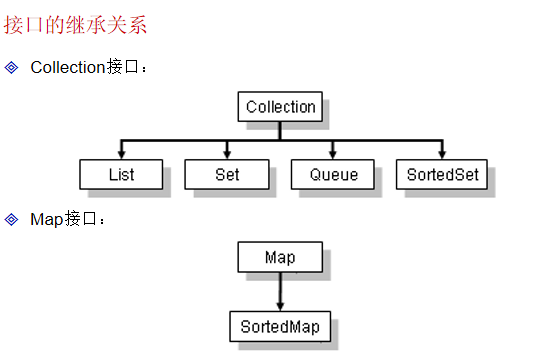 接口的继承关系
Collection接口：
Collection
List Set Queue SortedSet
Map接口：
Map
SortedMap